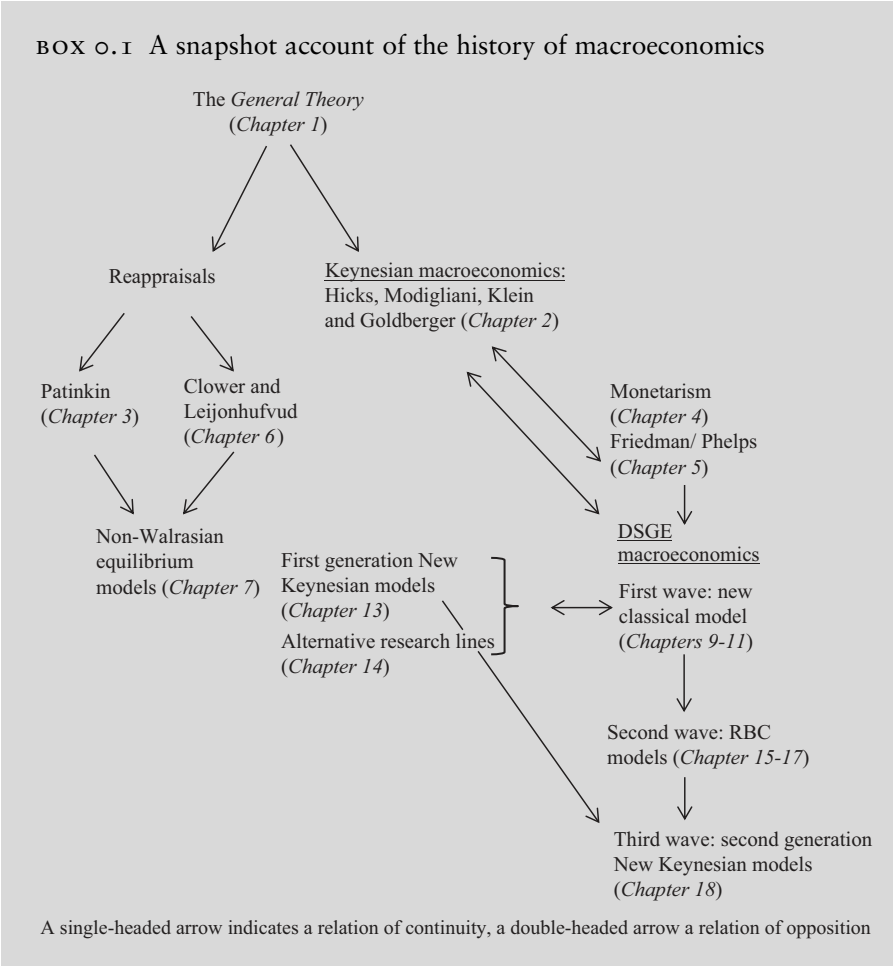 BOX 0.1 A snapshot account of the history of macroeconomics
The General Theory
(Chapter 1)
Reappraisals
Keynesian macroeconomics:
Hicks, Modigliani, Klein
and Goldberger (Chapter 2)
Patinkin
(Chapter 3)
Clower and
Leijonhufvud
(Chapter 6)
Monetarism
(Chapter 4)
Friedman/ Phelps
(Chapter 5)
Non-Walrasian
equilibrium
models (Chapter 7)
First generation New
Keynesian models
(Chapter 13)
Alternative research lines
(Chapter 14)
DSGE
macroeconomics
First wave: new
classical model
(Chapters 9-11)
Second wave: RBC
models (Chapter 15-17)
Third wave: second generation
New Keynesian models
(Chapter 18)
A single-headed arrow indicates a relation of continuity, a double-headed arrow a relation of opposition